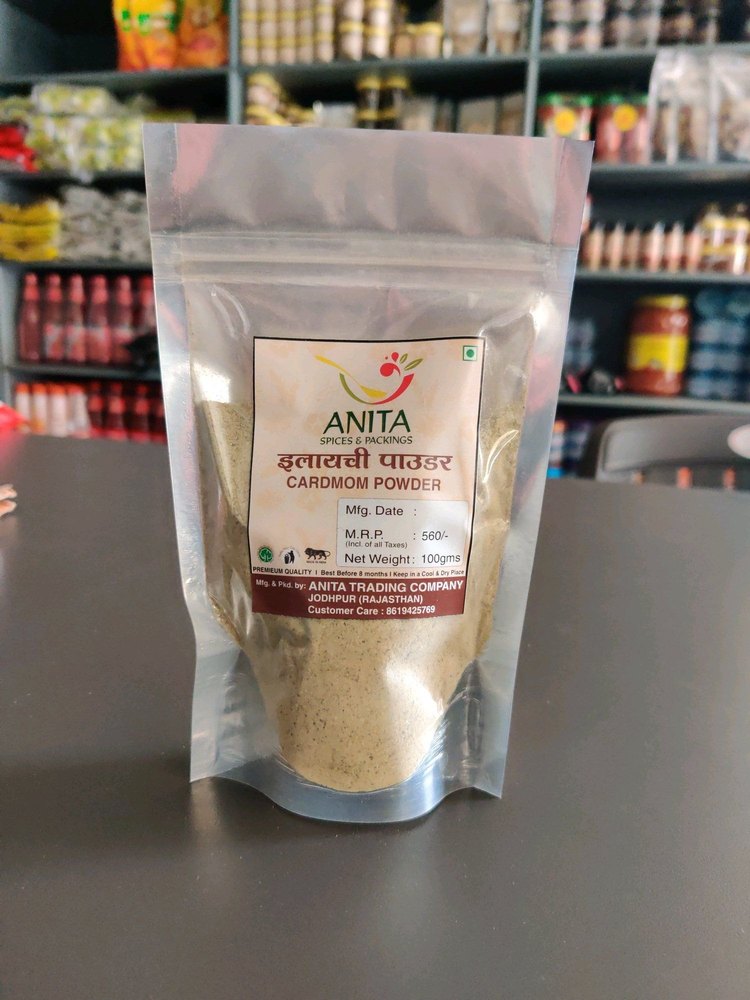 ANITA
SPICES & PACKINGS
इलायची पाउडर
CARDMOM POWDER
Mfg. Date :
M.R.P. : 560/-
(Incl. of all Taxes)
Net Weight : 100gms
PREMIEUM QUALITY I Best Before 8 months I Keep in a Cool & Dry Place
Mfg. & Pkd. by: ANITA TRADING COMPANY
JODHPUR (RAJASTHAN)
Customer Care : 8619425769